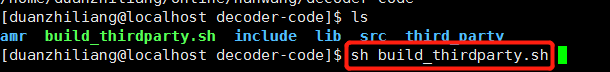 [duanzhiliang@localhost decoder-code]$ ls
amr build_thirdparty.sh include lib src third_party
[duanzhiliang@localhost decoder-code]$ sh build_thirdparty.sh